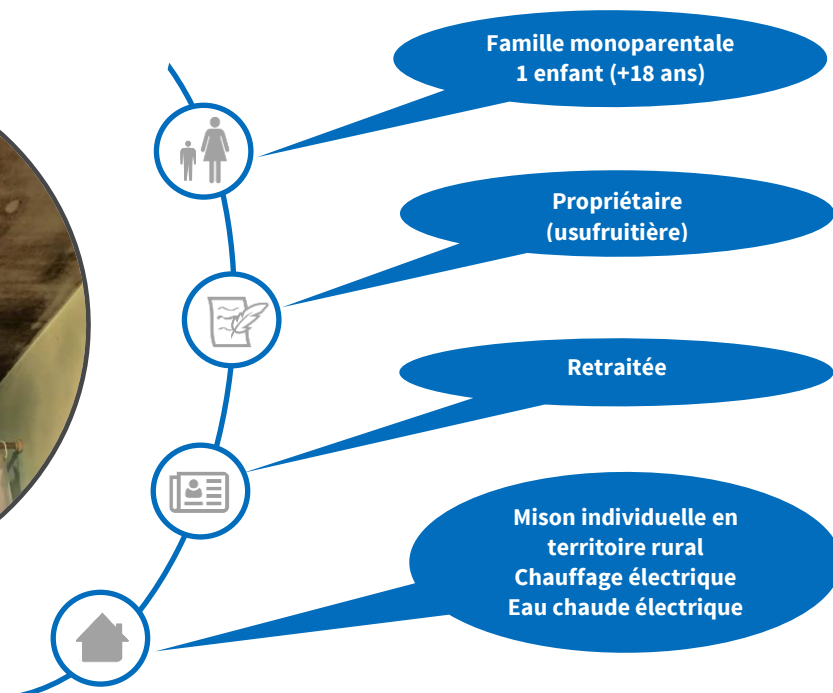 Famille monoparentale
1 enfant (+18 ans)
Propriétaire
(usufruitière)
Retraitée
Mison individuelle en
territoire rural
Chauffage électrique
Eau chaude électrique